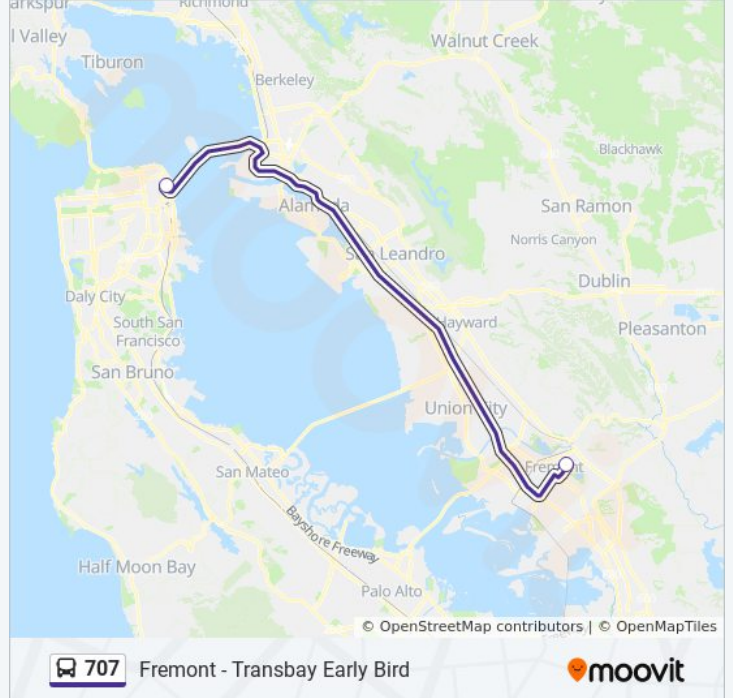 arkspur
Richmond
l Valley
Tiburon
Walnut Creek
Berkeley
Blackhawk
Alameda
San Ramon
San Leandro
Norris Canyon
Dublin
Daly City
South San
Francisco
Hayward
Pleasanton
San Bruno
Union City
Fremont
San Mateo
Bayshore Freeway
Half Moon Bay
Palo Alto
© OpenStreetMap contributors | © OpenMapTiles
707 Fremont - Transbay Early Bird
moovit